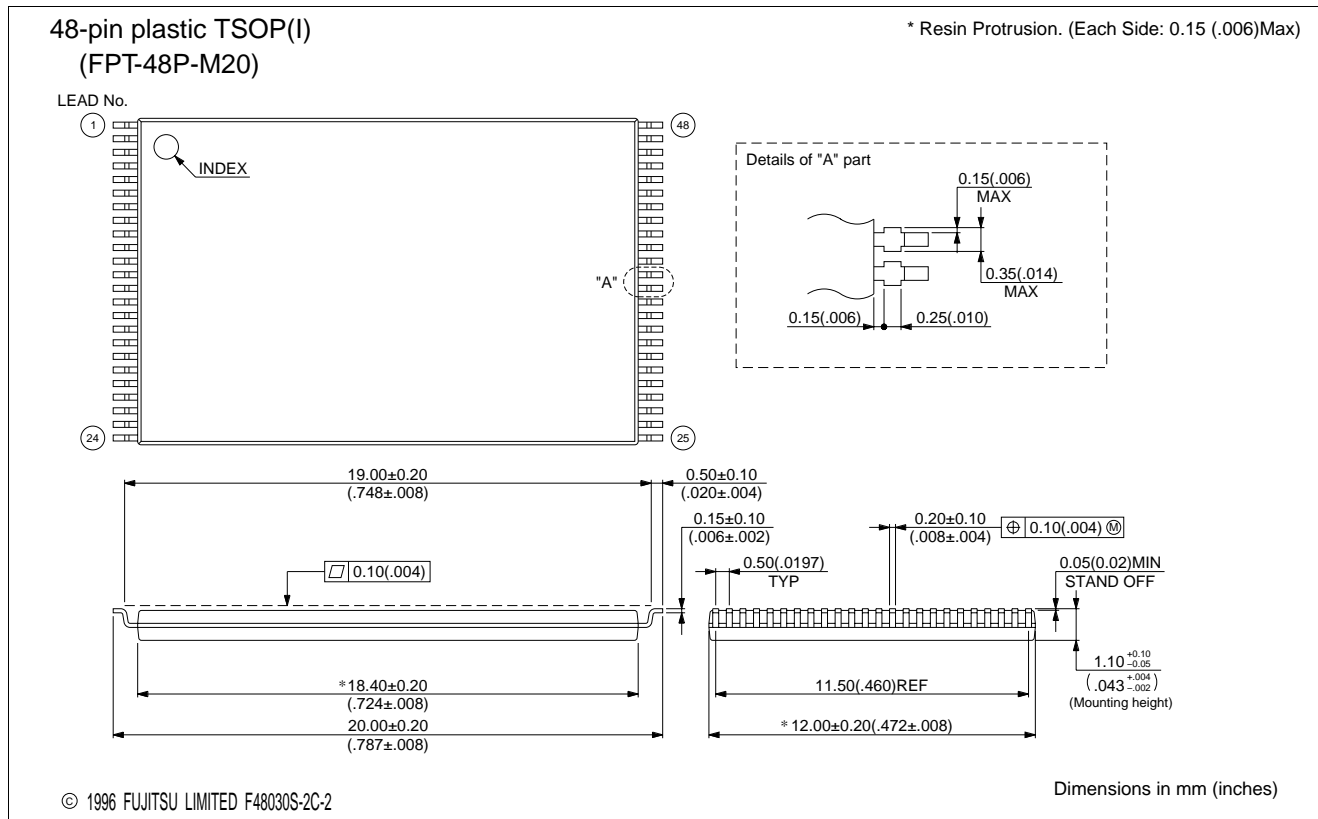 48-pin plastic TSOP(I)
(FPT-48P-M20)
* Resin Protrusion. (Each Side: 0.15 (.006)Max)
LEAD No.
1
48
INDEX
"A"
24
25
Details of "A" part
0.15(.006)
MAX
0.35(.014)
MAX
0.15(.006)
0.25(.010)
19.00±0.20
(.748±.008)
0.50±0.10
(.020±.004)
0.15±0.10
(.006±.002)
0.20±0.10
(.008±.004)
0.10(.004) Ⓜ
0.50(.0197)
TYP
0.05(0.02)MIN
STAND OFF
0.10(.004)
1.10 +0.10 -0.05
(.043 +.004 -.002)
(Mounting height)
*18.40±0.20
(.724±.008)
11.50(.460)REF
20.00±0.20
(.787±.008)
*12.00±0.20(.472±.008)
© 1996 FUJITSU LIMITED F48030S-2C-2
Dimensions in mm (inches)